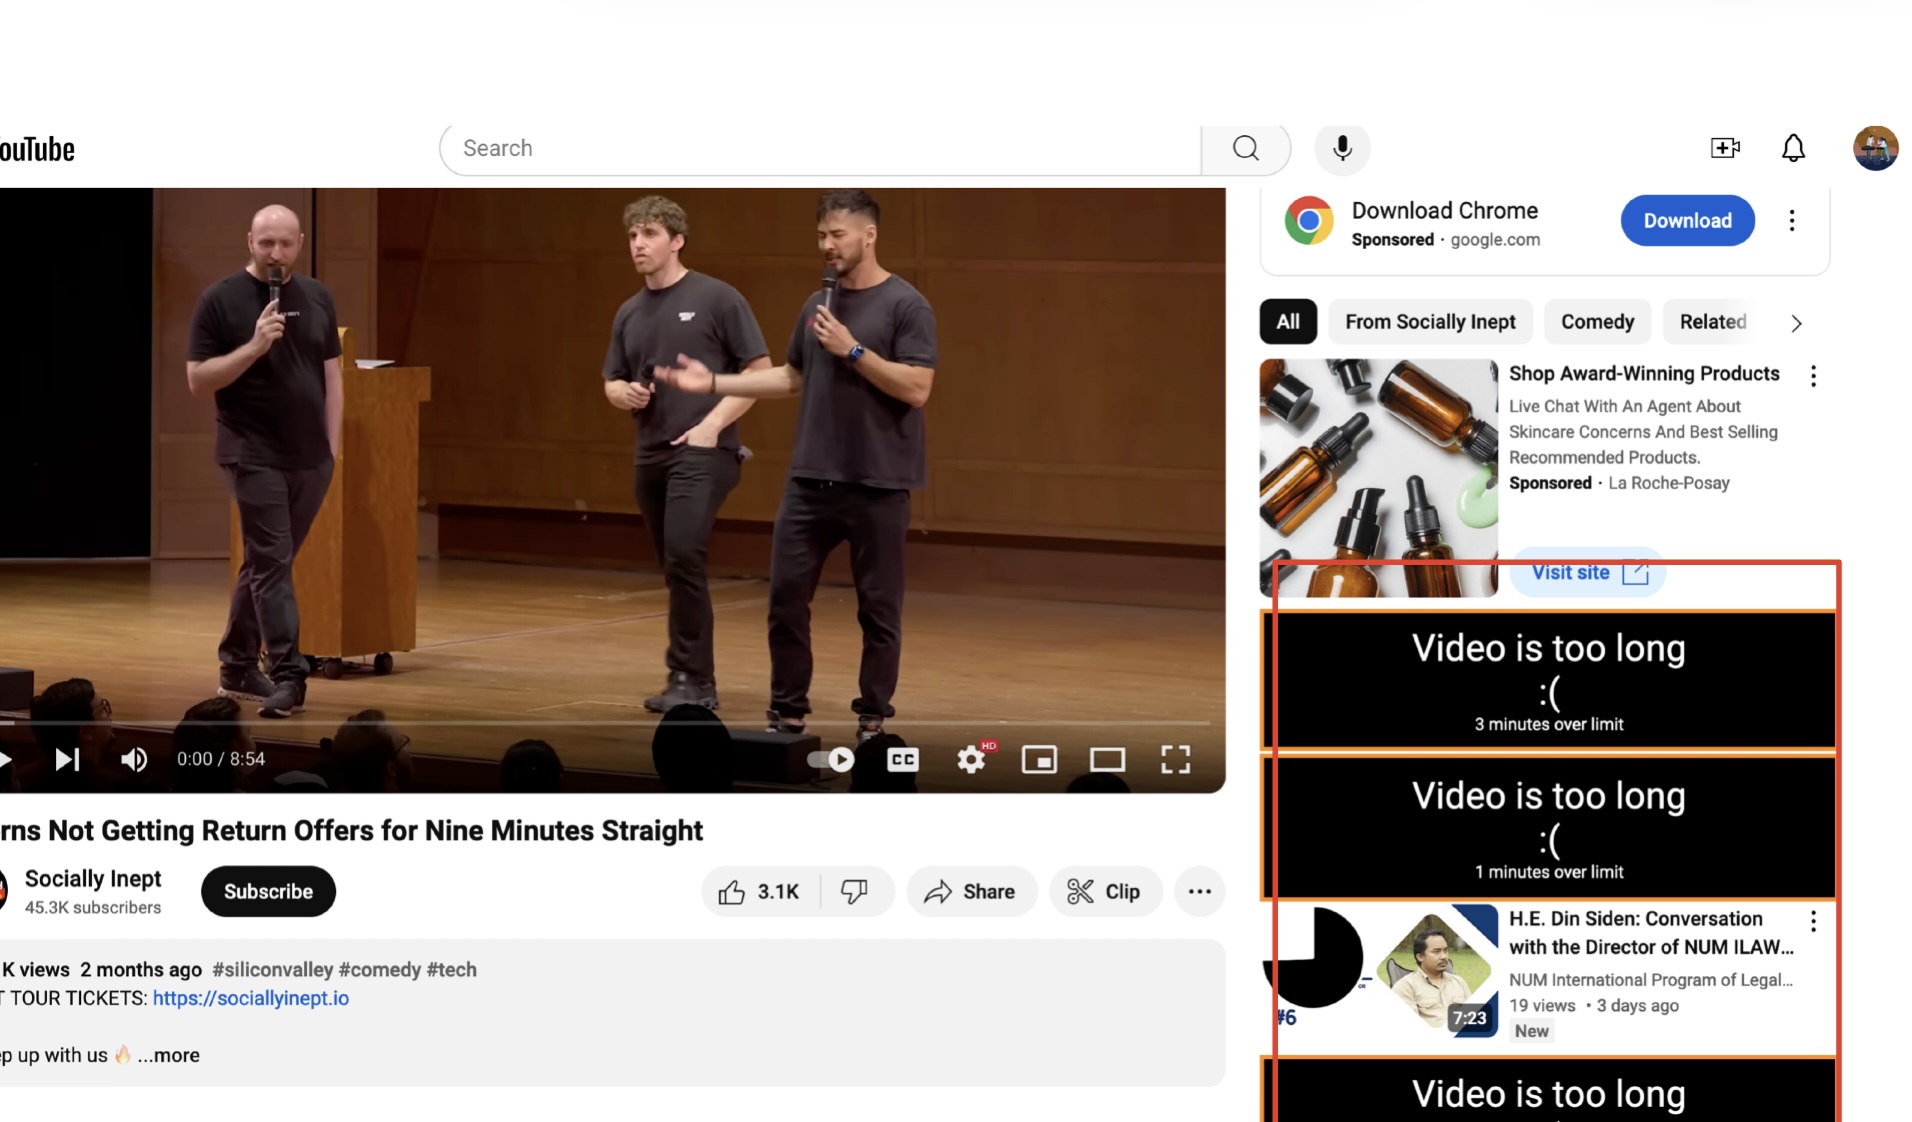 ouTube
Search
Download Chrome
Sponsored · google.com
Download
All
From Socially Inept
Comedy
Related
Shop Award-Winning Products
Live Chat With An Agent About
Skincare Concerns And Best Selling
Recommended Products.
Sponsored · La Roche-Posay
Visit site
Video is too long
:(
3 minutes over limit
Video is too long
:(
1 minutes over limit
H.E. Din Siden: Conversation
with the Director of NUM ILAW...
NUM International Program of Legal...
19 views • 3 days ago
New
#6
7:23
Video is too long
0:00 / 8:54
CC
HD
rns Not Getting Return Offers for Nine Minutes Straight
Socially Inept
45.3K subscribers
Subscribe
3.1K
Share
Clip
K views 2 months ago #siliconvalley #comedy #tech
T TOUR TICKETS: https://sociallyinept.io
ep up with us 🔥 ...more